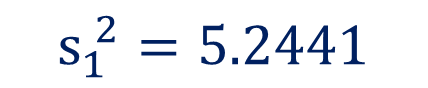 s₁² = 5.2441